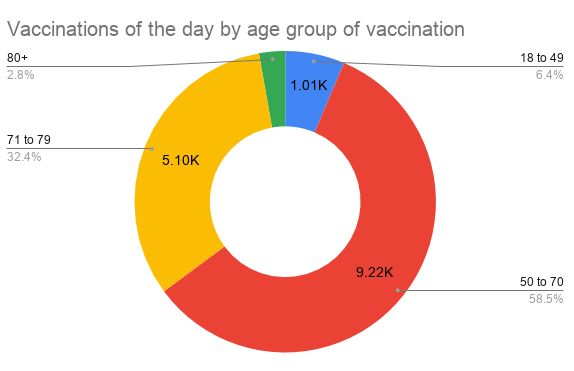 Vaccinations of the day by age group of vaccination
80+
2.8%
18 to 49
6.4%
1.01K
71 to 79
32.4%
5.10K
9.22K
50 to 70
58.5%